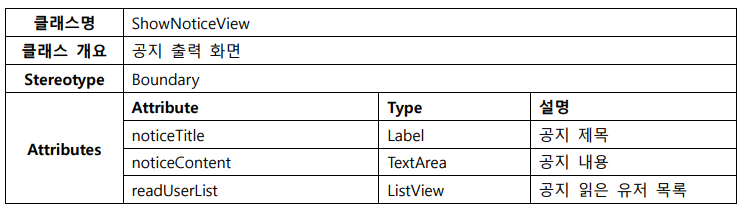 클래스명 ShowNoticeView
클래스 개요 공지 출력 화면
Stereotype Boundary
Attributes
Attribute Type 설명
noticeTitle Label 공지 제목
noticeContent TextArea 공지 내용
readUserList ListView 공지 읽은 유저 목록